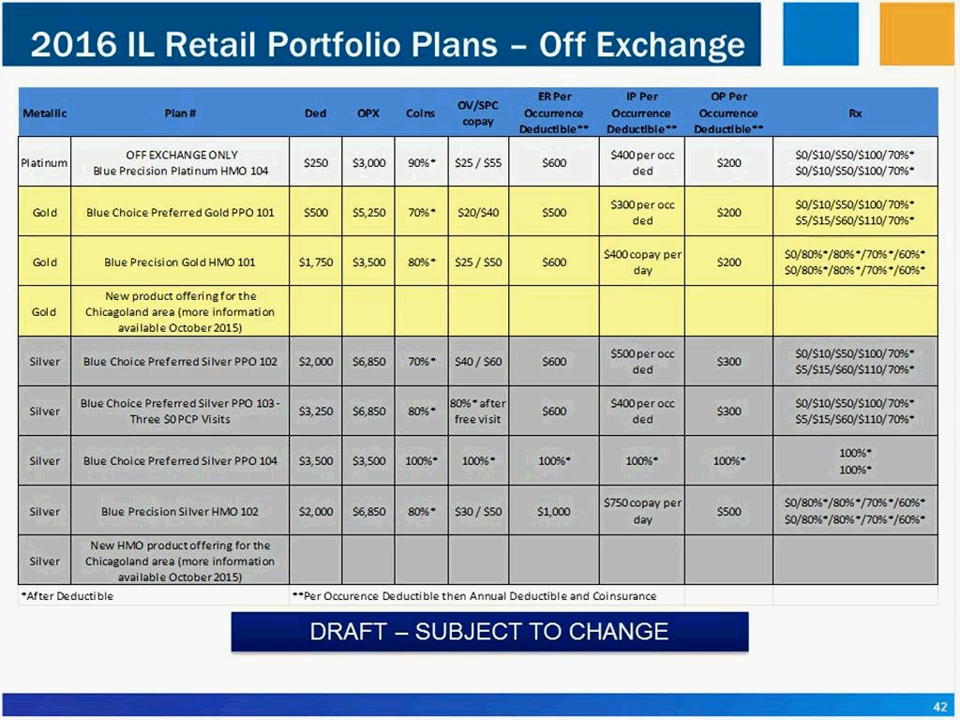 2016 IL Retail Portfolio Plans – Off Exchange
Metallic Plan # Ded OPX Coins OV/SPC copay ER Per Occurrence Deductible** IP Per Occurrence Deductible** OP Per Occurrence Deductible** Rx
Platinum OFF EXCHANGE ONLY Blue Precision Platinum HMO 104 $250 $3,000 90%* $25 / $55 $600 $400 per occ ded $200 $0/$10/$50/$100/70%* $0/$10/$50/$100/70%*
Gold Blue Choice Preferred Gold PPO 101 $500 $5,250 70%* $20/$40 $500 $300 per occ ded $200 $0/$10/$50/$100/70%* $5/$15/$60/$110/70%*
Gold Blue Precision Gold HMO 101 $1,750 $3,500 80%* $25 / $50 $600 $400 copay per day $200 $0/80%*/80%*/70%*/60%* $0/80%*/80%*/70%*/60%*
Gold New product offering for the Chicagoland area (more information available October 2015)
Silver Blue Choice Preferred Silver PPO 102 $2,000 $6,850 70%* $40 / $60 $600 $500 per occ ded $300 $0/$10/$50/$100/70%* $5/$15/$60/$110/70%*
Silver Blue Choice Preferred Silver PPO 103 - Three $0 PCP Visits $3,250 $6,850 80%* 80%* after free visit $600 $400 per occ ded $300 $0/$10/$50/$100/70%* $5/$15/$60/$110/70%*
Silver Blue Choice Preferred Silver PPO 104 $3,500 $3,500 100%* 100%* 100%* 100%* 100%* 100%* 100%*
Silver Blue Precision Silver HMO 102 $2,000 $6,850 80%* $30 / $50 $1,000 $750 copay per day $500 $0/80%*/80%*/70%*/60%* $0/80%*/80%*/70%*/60%*
Silver New HMO product offering for the Chicagoland area (more information available October 2015)
*After Deductible **Per Occurence Deductible then Annual Deductible and Coinsurance
DRAFT – SUBJECT TO CHANGE
42